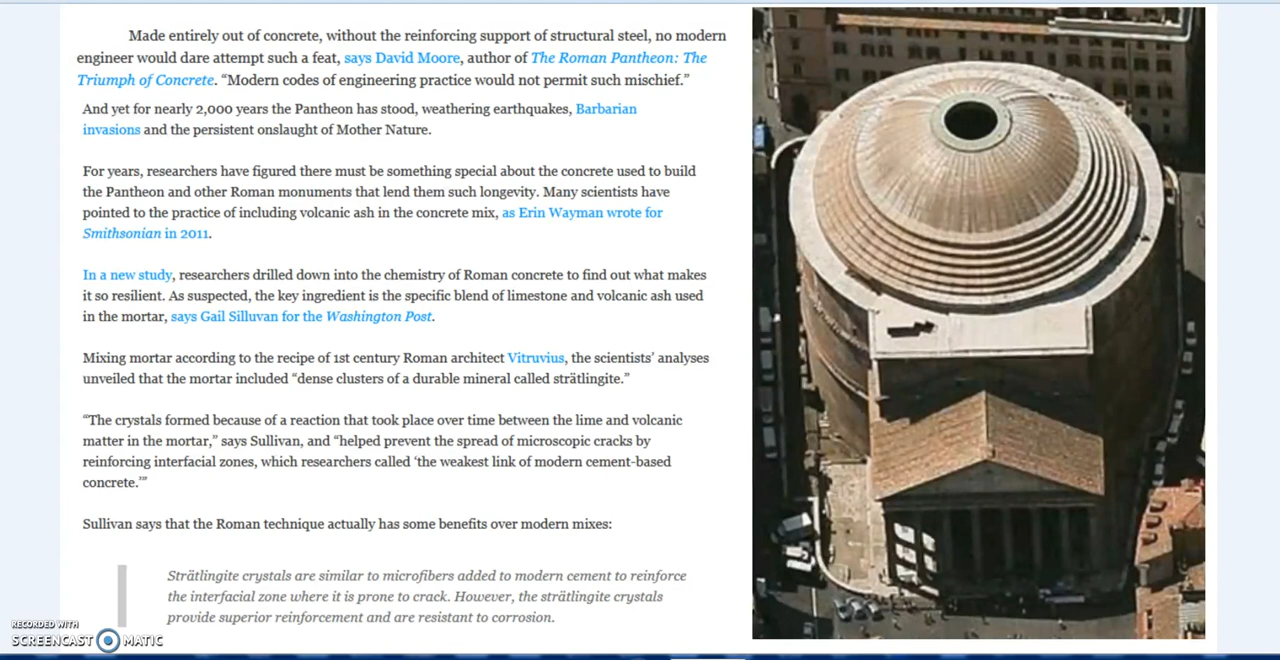 Made entirely out of concrete, without the reinforcing support of structural steel, no modern
engineer would dare attempt such a feat, says David Moore, author of The Roman Pantheon: The
Triumph of Concrete. “Modern codes of engineering practice would not permit such mischief.”
And yet for nearly 2,000 years the Pantheon has stood, weathering earthquakes, Barbarian
invasions and the persistent onslaught of Mother Nature.
For years, researchers have figured there must be something special about the concrete used to build
the Pantheon and other Roman monuments that lend them such longevity. Many scientists have
pointed to the practice of including volcanic ash in the concrete mix, as Erin Wayman wrote for
Smithsonian in 2011.
In a new study, researchers drilled down into the chemistry of Roman concrete to find out what makes
it so resilient. As suspected, the key ingredient is the specific blend of limestone and volcanic ash used
in the mortar, says Gail Silluvan for the Washington Post.
Mixing mortar according to the recipe of 1st century Roman architect Vitruvius, the scientists’ analyses
unveiled that the mortar included “dense clusters of a durable mineral called strätlingite.”
“The crystals formed because of a reaction that took place over time between the lime and volcanic
matter in the mortar,” says Sullivan, and “helped prevent the spread of microscopic cracks by
reinforcing interfacial zones, which researchers called ‘the weakest link of modern cement-based
concrete.’”
Sullivan says that the Roman technique actually has some benefits over modern mixes:
Strätlingite crystals are similar to microfibers added to modern cement to reinforce
the interfacial zone where it is prone to crack. However, the strätlingite crystals
provide superior reinforcement and are resistant to corrosion.
RECORDED WITH
SCREENCAST MATIC